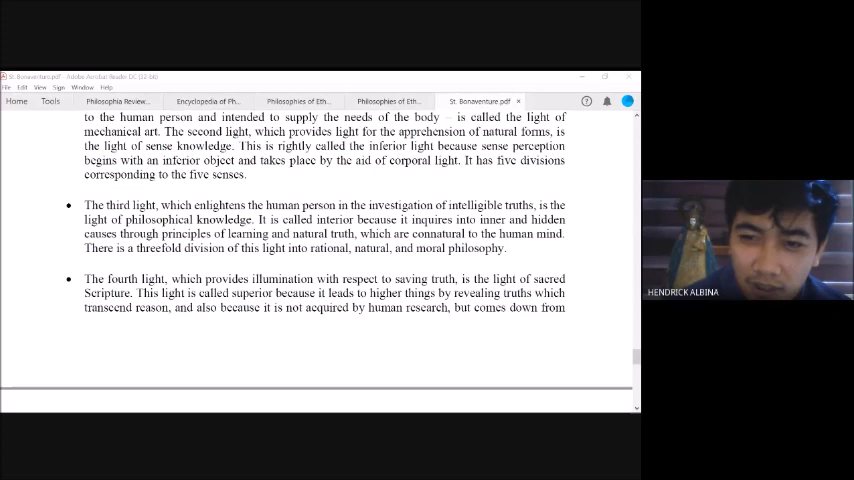 St. Bonaventure.pdf - Adobe Acrobat Reader DC (32-bit)
File Edit View Sign Window Help
Home Tools Philosophia Review... Encyclopedia of Ph... Philosophies of Eth... Philosophies of Eth... St. Bonaventure.pdf ×
to the human person and intended to supply the needs of the body – is called the light of
mechanical art. The second light, which provides light for the apprehension of natural forms, is
the light of sense knowledge. This is rightly called the inferior light because sense perception
begins with an inferior object and takes place by the aid of corporal light. It has five divisions
corresponding to the five senses.
• The third light, which enlightens the human person in the investigation of intelligible truths, is the
light of philosophical knowledge. It is called interior because it inquires into inner and hidden
causes through principles of learning and natural truth, which are connatural to the human mind.
There is a threefold division of this light into rational, natural, and moral philosophy.
• The fourth light, which provides illumination with respect to saving truth, is the light of sacred
Scripture. This light is called superior because it leads to higher things by revealing truths which
transcend reason, and also because it is not acquired by human research, but comes down from
HENDRICK ALBINA